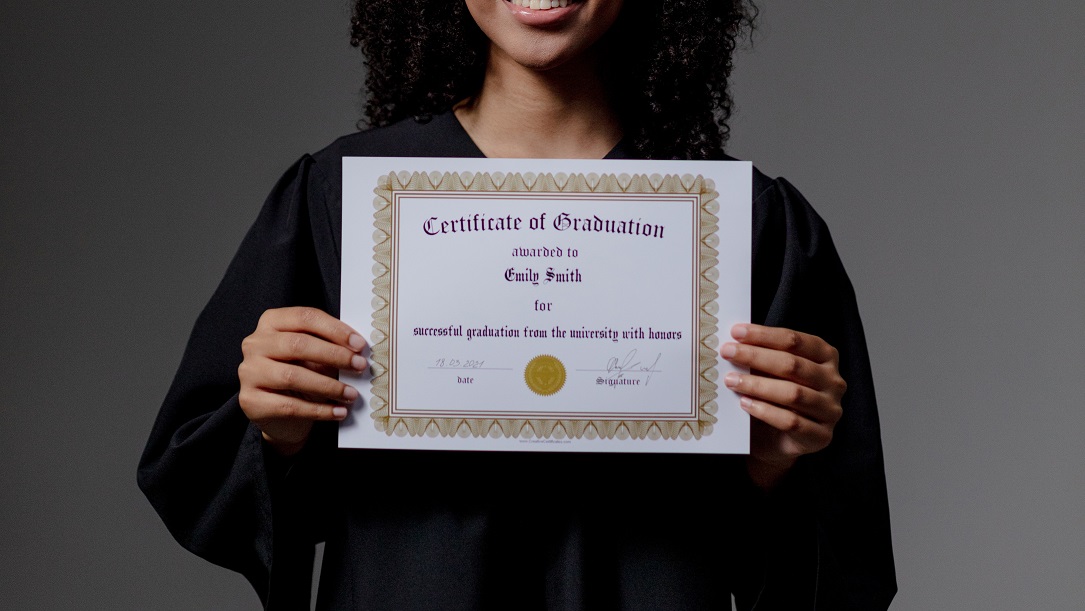 Certificate of Graduation
awarded to
Emily Smith
for
successful graduation from the university with honors
18.03.2021
date
Signature